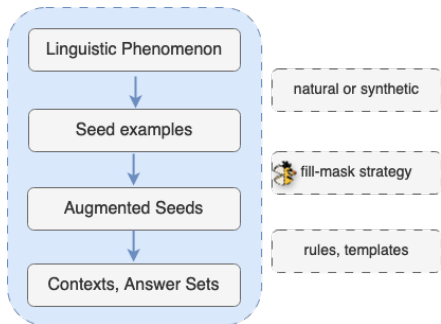 Linguistic Phenomenon
natural or synthetic
Seed examples
fill-mask strategy
Augmented Seeds
rules, templates
Contexts, Answer Sets